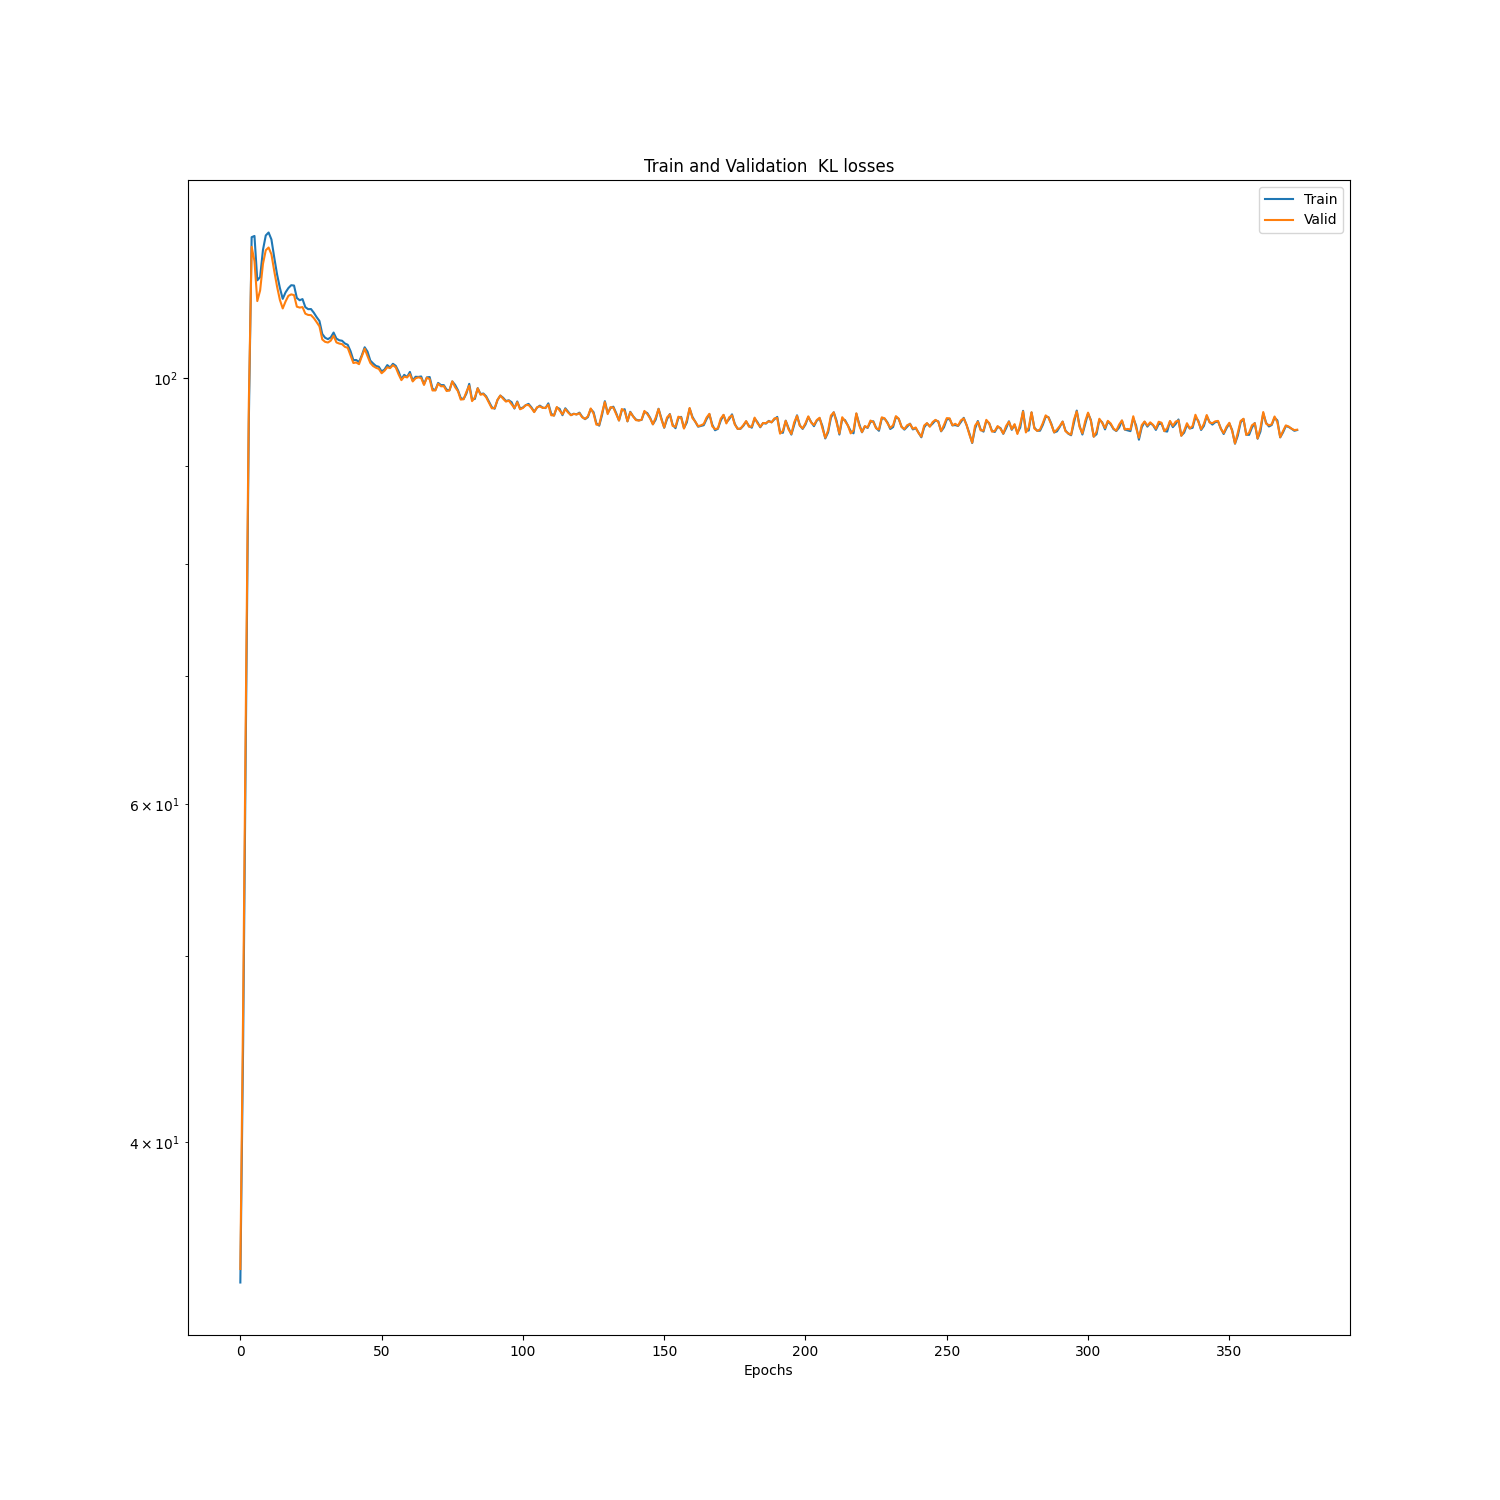 Train and Validation  KL losses
Train
Valid
10²
6 × 10¹
4 × 10¹
0 50 100 150 200 250 300 350
Epochs